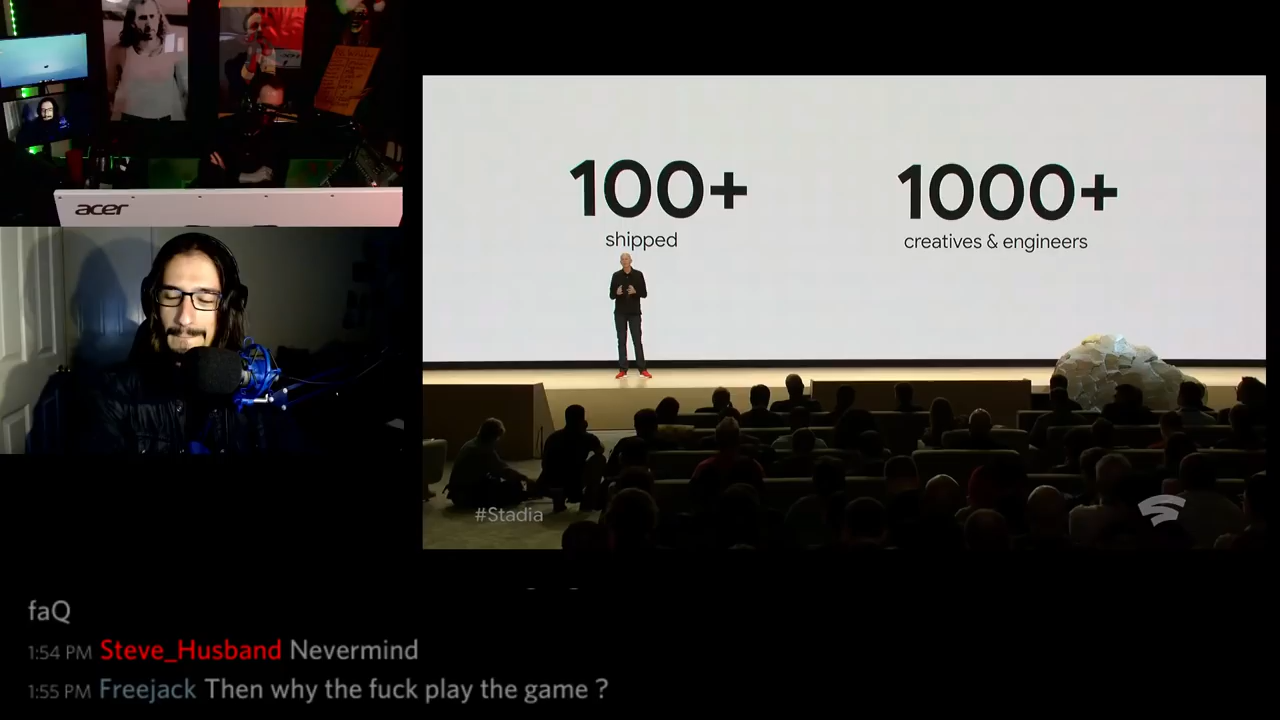 acer
100+
shipped
1000+
creatives & engineers
#Stadia
faQ
1:54 PM Steve_Husband Nevermind
1:55 PM Freejack Then why the fuck play the game ?